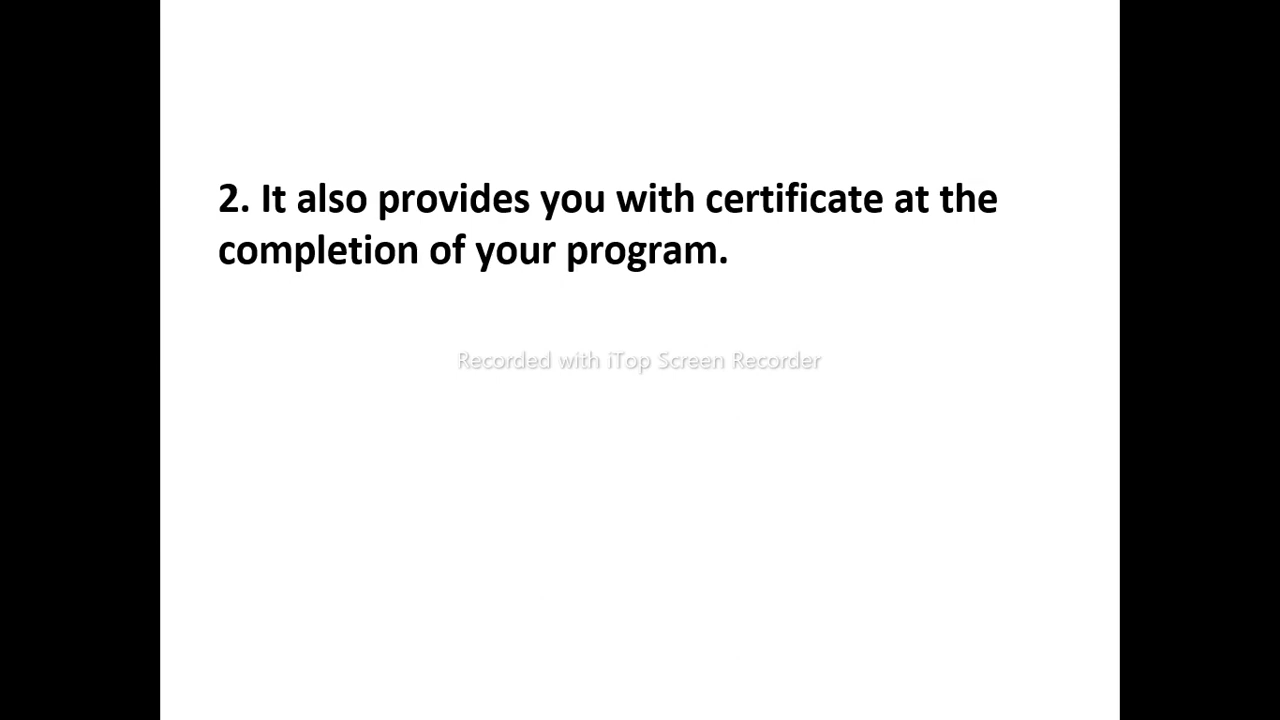 2. It also provides you with certificate at the
completion of your program.
Recorded with iTop Screen Recorder